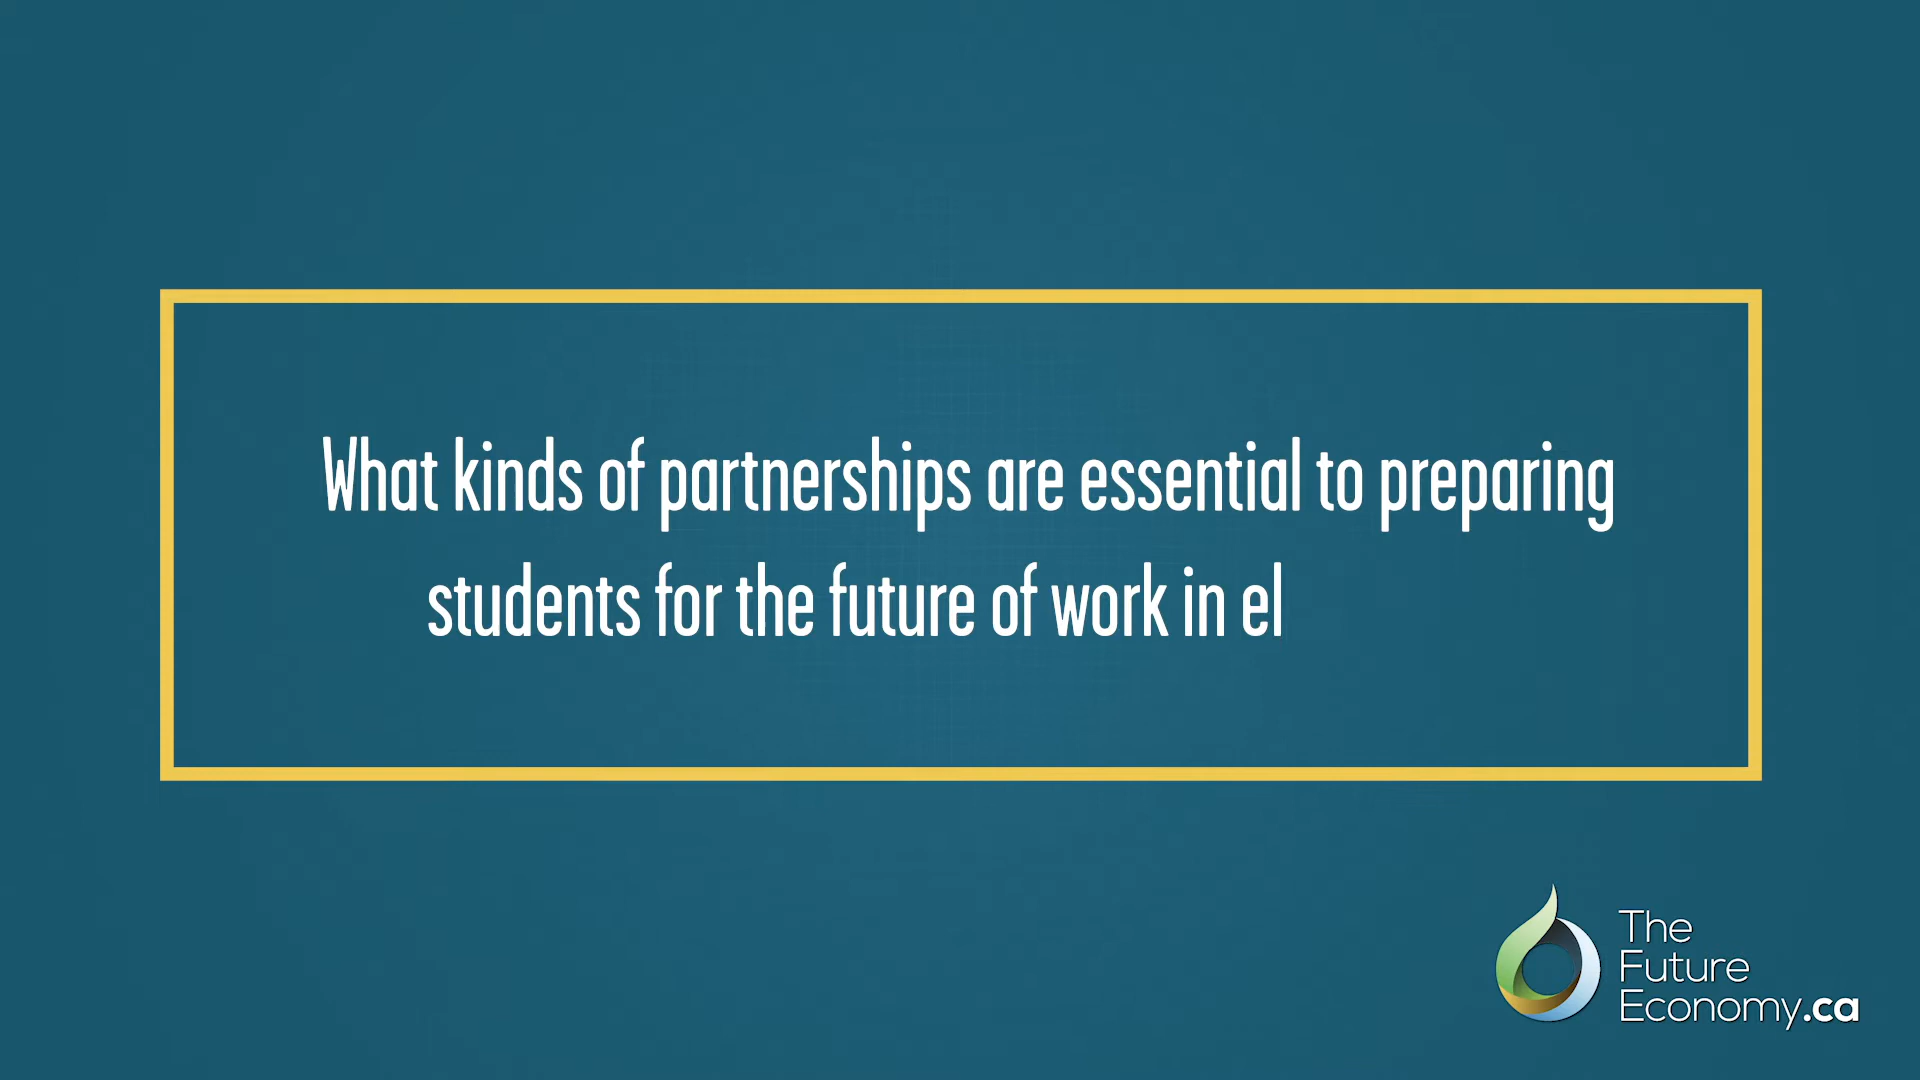 What kinds of partnerships are essential to preparing
students for the future of work in el
The
Future
Economy.ca